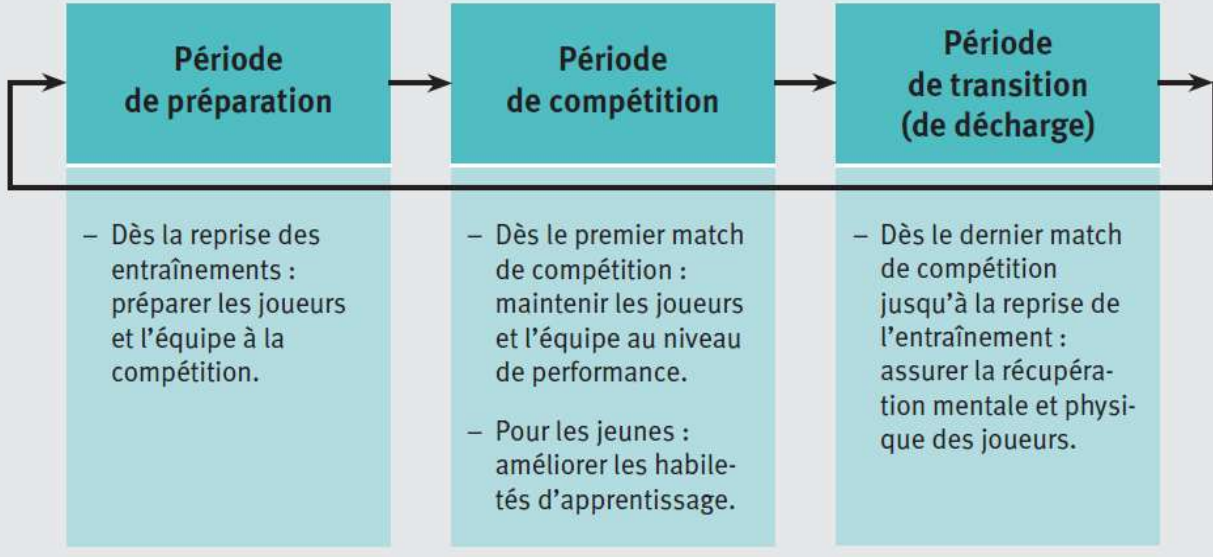 Période
de préparation
Période
de compétition
Période
de transition
(de décharge)
– Dès la reprise des
entraînements :
préparer les joueurs
et l’équipe à la
compétition.
– Dès le premier match
de compétition :
maintenir les joueurs
et l’équipe au niveau
de performance.
– Pour les jeunes :
améliorer les habile-
tés d’apprentissage.
– Dès le dernier match
de compétition
jusqu’à la reprise de
l’entraînement :
assurer la récupéra-
tion mentale et physi-
que des joueurs.